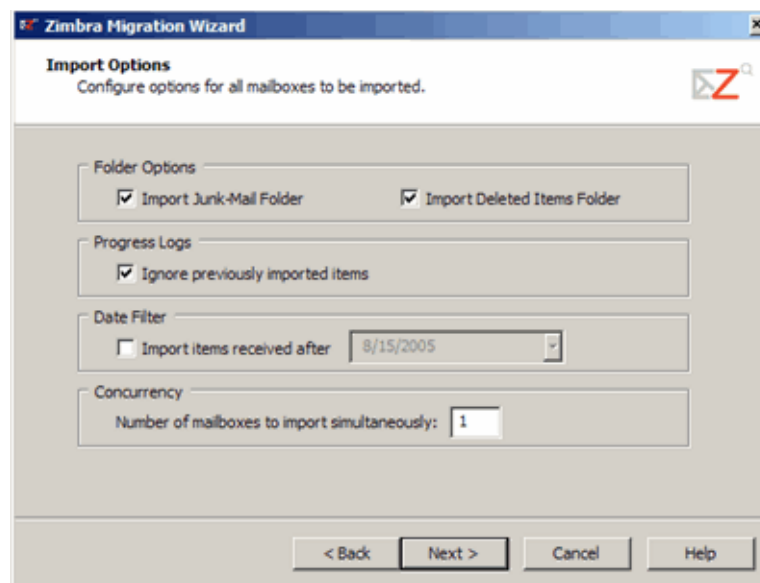 Zimbra Migration Wizard
Import Options
Configure options for all mailboxes to be imported.
Folder Options
Import Junk-Mail Folder Import Deleted Items Folder
Progress Logs
Ignore previously imported items
Date Filter
Import items received after 8/15/2005
Concurrency
Number of mailboxes to import simultaneously: 1
< Back Next > Cancel Help